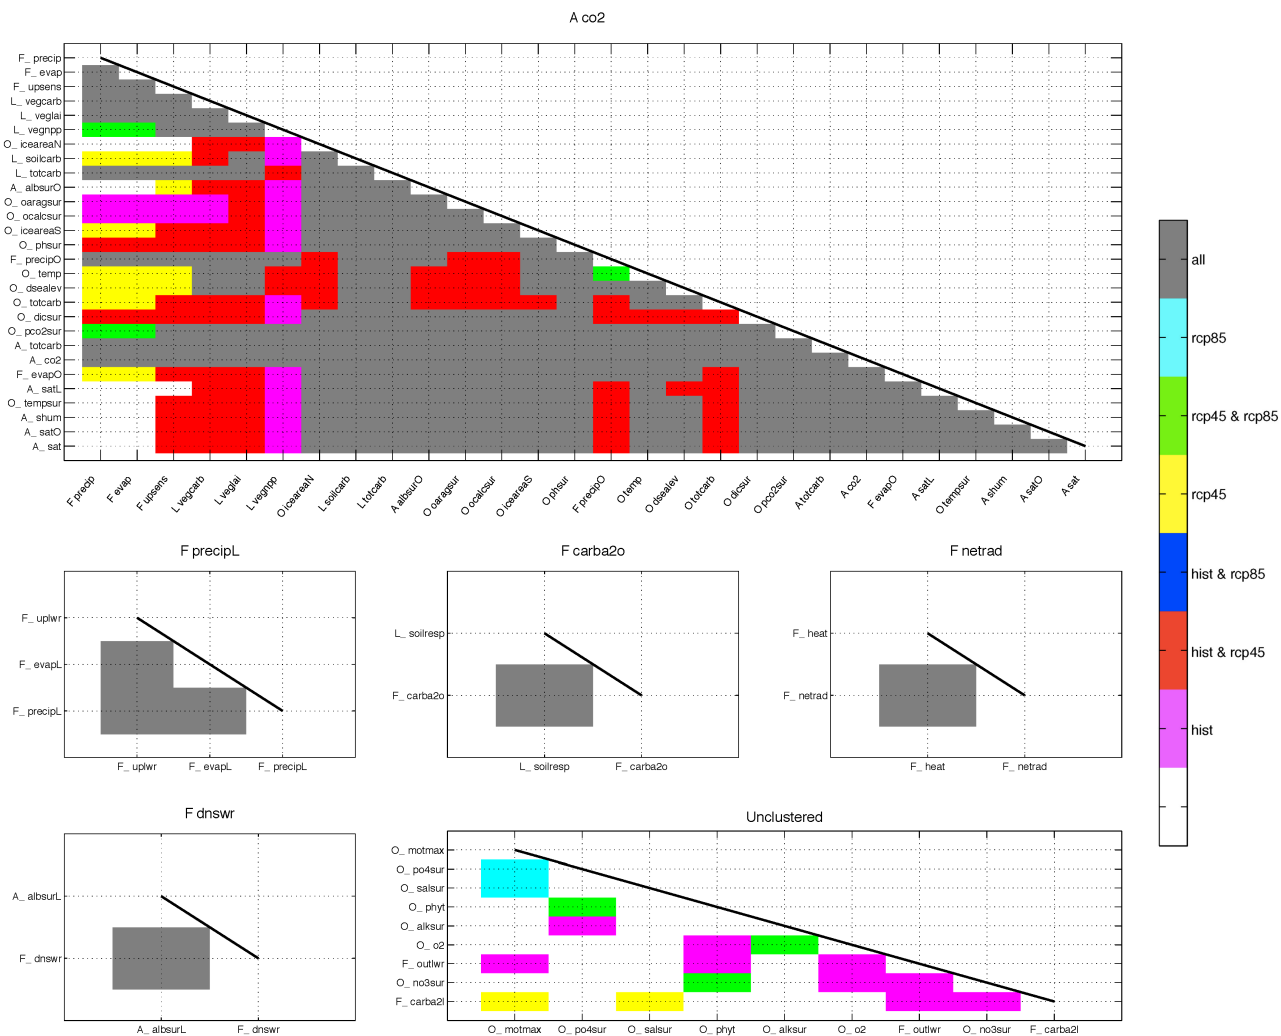 A co2
F_ precip
F_ evap
F_ upsens
L_ vegcarb
L_ veglai
L_ vegnpp
O_ iceareaN
L_ soilcarb
L_ totcarb
A_ albsurO
O_ oaragsur
O_ ocalcsur
O_ iceareaS
O_ phsur
F_ precipO
O_ temp
O_ dsealev
O_ totcarb
O_ dicsur
O_ pco2sur
A_ totcarb
A_ co2
F_ evapO
A_ satL
O_ tempsur
A_ shum
A_ satO
A_ sat
F precip
F evap
F upsens
L vegcarb
L veglai
L vegnpp
O iceareaN
L soilcarb
L totcarb
A albsurO
O oaragsur
O ocalcsur
O iceareaS
O phsur
F precipO
O temp
O dsealev
O totcarb
O dicsur
O pco2sur
A totcarb
A co2
F evapO
A satL
O tempsur
A shum
A satO
A sat
all
rcp85
rcp45 & rcp85
rcp45
hist & rcp85
hist & rcp45
hist
F precipL
F_ uplwr
F_ evapL
F_ precipL
F_ uplwr F_ evapL F_ precipL
F carba2o
L_ soilresp
F_ carba2o
L_ soilresp F_ carba2o
F netrad
F_ heat
F_ netrad
F_ heat F_ netrad
F dnswr
A_ albsurL
F_ dnswr
A_ albsurL F_ dnswr
Unclustered
O_ motmax
O_ po4sur
O_ salsur
O_ phyt
O_ alksur
O_ o2
F_ outlwr
O_ no3sur
F_ carba2l
O_ motmax O_ po4sur O_ salsur O_ phyt O_ alksur O_ o2 F_ outlwr O_ no3sur F_ carba2l